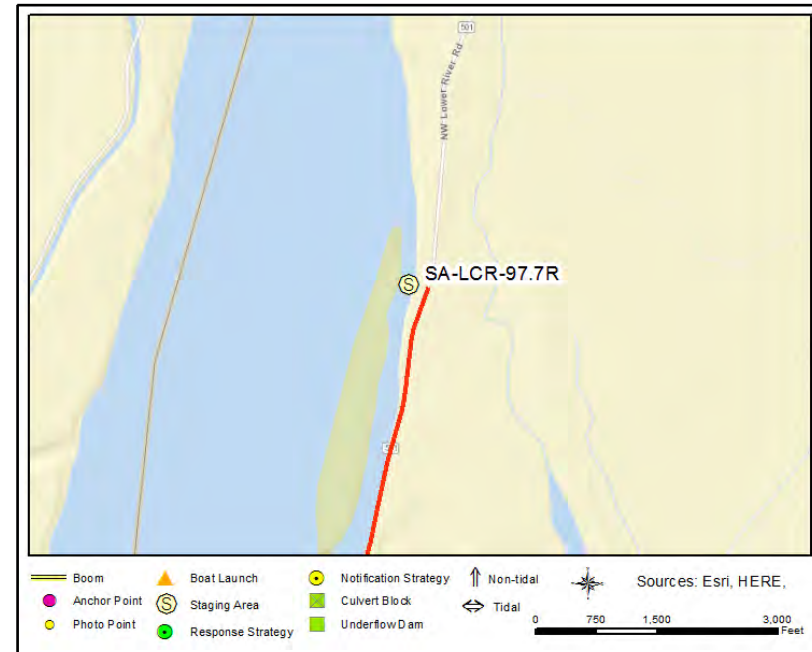 501
NW Lower River Rd
SA-LCR-97.7R
S
Boom
Anchor Point
Photo Point
Boat Launch
S Staging Area
Response Strategy
Notification Strategy
Culvert Block
Underflow Dam
Non-tidal
Tidal
Sources: Esri, HERE,
0 750 1,500 3,000
Feet